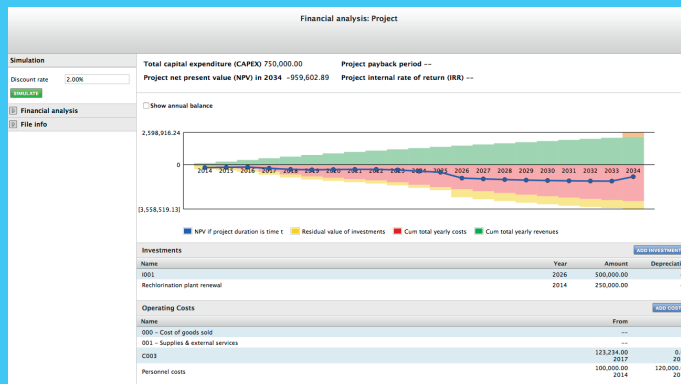 Financial analysis: Project
Simulation
Discount rate 2.00%
SIMULATE
Financial analysis
File info
Total capital expenditure (CAPEX) 750,000.00 Project payback period --
Project net present value (NPV) in 2034 -959,602.89 Project internal rate of return (IRR) --
Show annual balance
2,598,916.24
0
2014 2015 2016 2017 2018 2019 2020 2021 2022 2023 2024 2025 2026 2027 2028 2029 2030 2031 2032 2033 2034
[3,558,519.13]
NPV if project duration is time t Residual value of investments Cum total yearly costs Cum total yearly revenues
Investments ADD INVESTMENT
Name Year Amount Depreciati
I001 2026 500,000.00
Rechlorination plant renewal 2014 250,000.00
Operating Costs ADD COST
Name From
000 - Cost of goods sold --
001 - Supplies & external services --
C003 123,234.00 0.
2017 20
Personnel costs 100,000.00 120,000.
2014 20